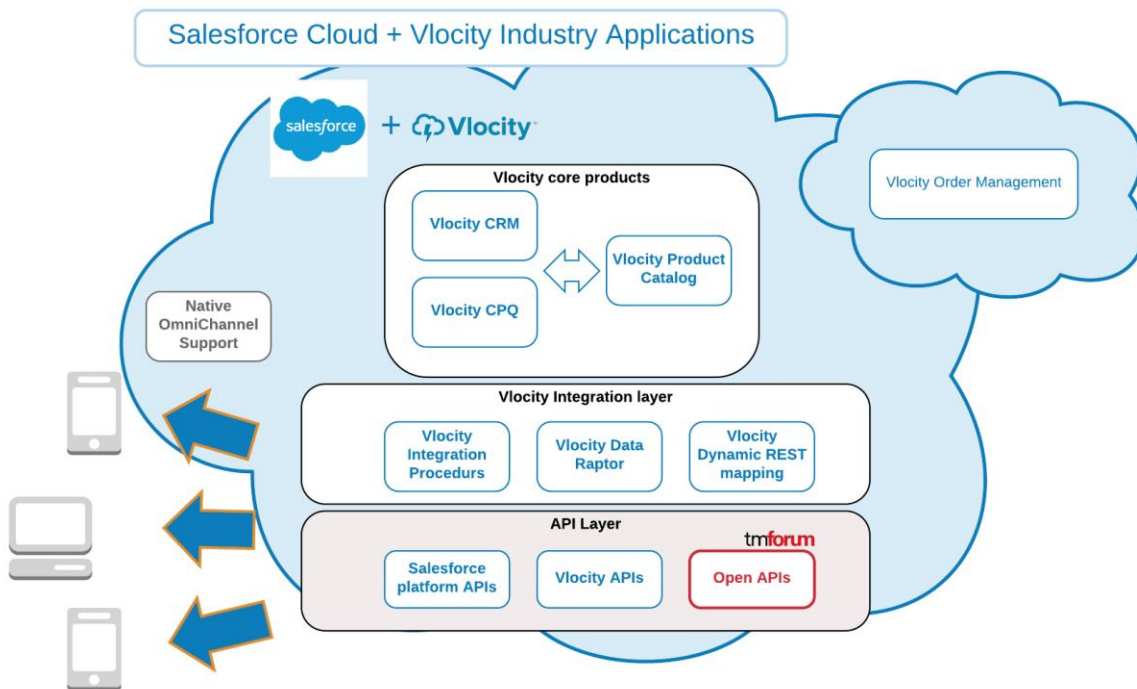 Salesforce Cloud + Vlocity Industry Applications
salesforce
+
Vlocity
Vlocity core products
Vlocity CRM
Vlocity CPQ
Vlocity Product
Catalog
Vlocity Order Management
Native
OmniChannel
Support
Vlocity Integration layer
Vlocity
Integration
Procedurs
Vlocity Data
Raptor
Vlocity
Dynamic REST
mapping
API Layer
tmforum
Salesforce
platform APIs
Vlocity APIs
Open APIs